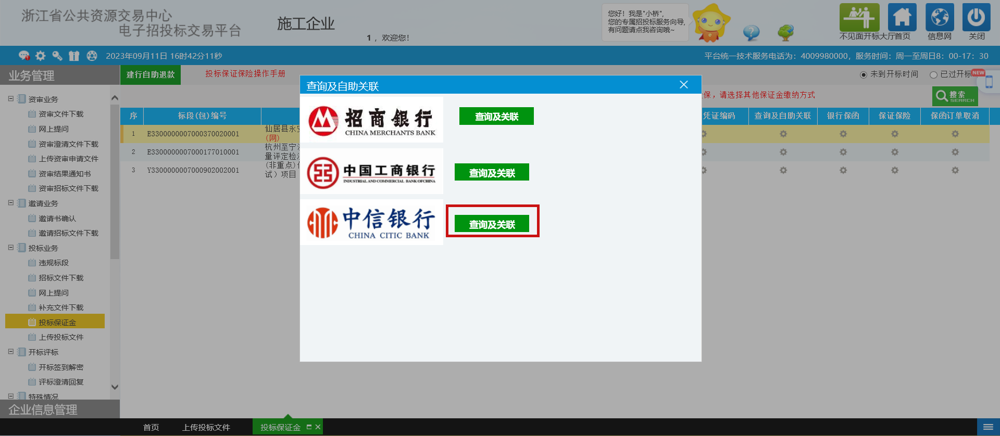 浙江省公共资源交易中心
电子招投标交易平台
施工企业
1 ，欢迎您！
您好！我是"小桥"，
您的专属招投标服务向导，
有问题请点我咨询哦~
不见面开标大厅
首页
信息网
关闭
2023年09月11日 16时42分11秒
平台统一技术服务电话为：4009980000，服务时间：周一至周日8：00-17：30
业务管理
建行自助退款
投标保证保险操作手册
未到开标时间
已过开标
NEW
保，请选择其他保证金缴纳方式
搜索
SEARCH
序
标段(包)编号
凭证编码
查询及自助关联
银行保函
保证保险
保函订单取消
1
E3300000007000370020001
仙居县永
(网)
2
E3300000007000177010001
杭州至宁
量评定检
3
Y3300000007000902002001
(非重点)
试）项目
查询及自助关联
招商银行
CHINA MERCHANTS BANK
查询及关联
中国工商银行
INDUSTRIAL AND COMMERCIAL BANK OF CHINA
查询及关联
中信银行
CHINA CITIC BANK
查询及关联
资审业务
资审文件下载
网上提问
资审澄清文件下载
上传资审申请文件
资审结果通知书
资审招标文件下载
邀请业务
邀请书确认
邀请招标文件下载
投标业务
违规标段
招标文件下载
网上提问
补充文件下载
投标保证金
上传投标文件
开标评标
开标签到解密
评标澄清回复
特殊情况
企业信息管理
首页
上传投标文件
投标保证金